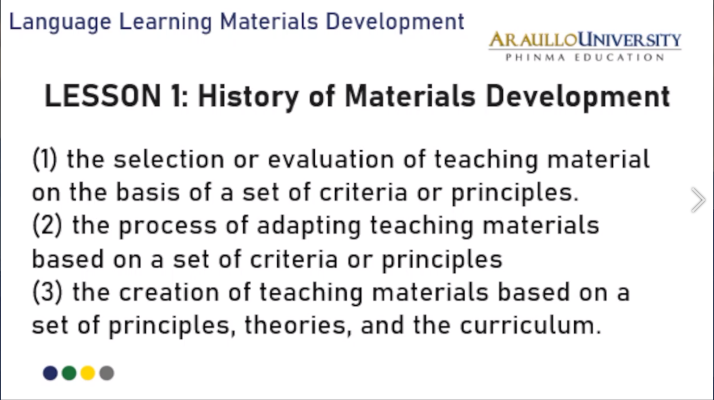 Language Learning Materials Development
ARAULLO UNIVERSITY
PHINMA EDUCATION
LESSON 1: History of Materials Development
(1) the selection or evaluation of teaching material
on the basis of a set of criteria or principles.
(2) the process of adapting teaching materials
based on a set of criteria or principles
(3) the creation of teaching materials based on a
set of principles, theories, and the curriculum.